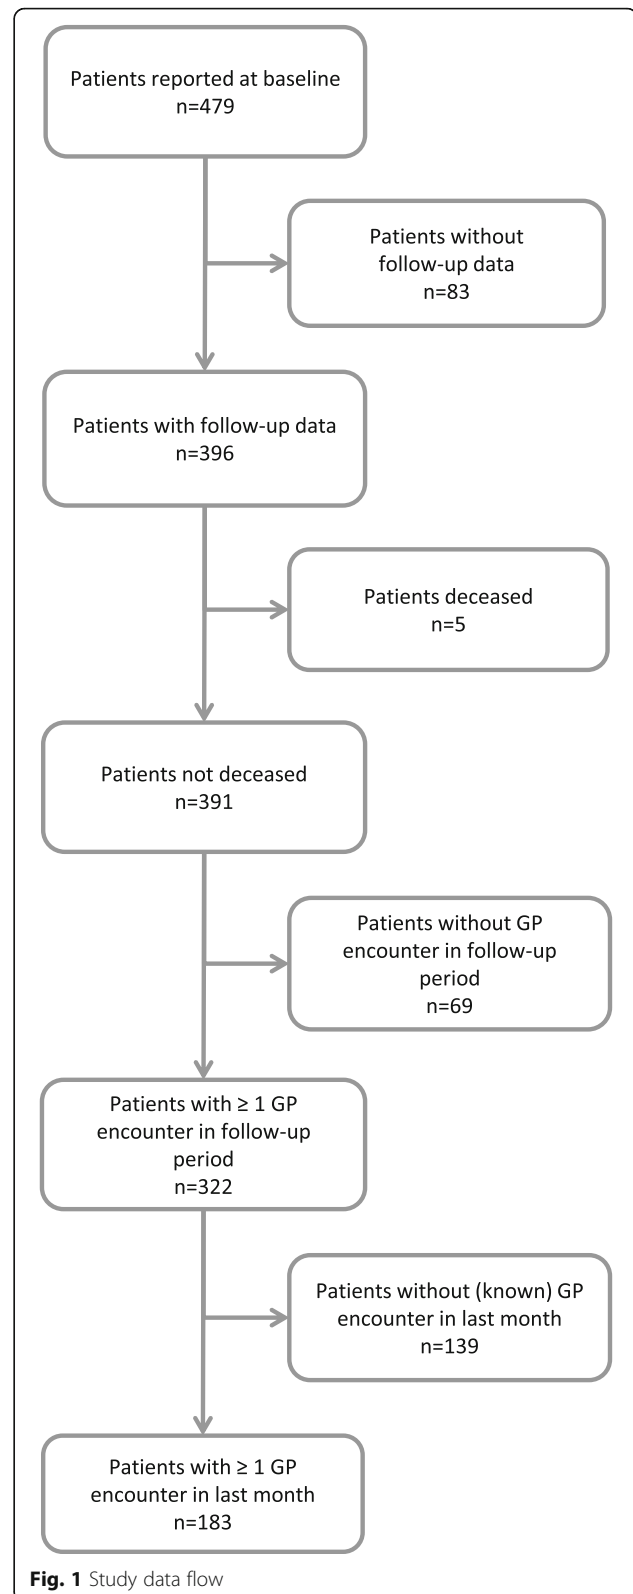 Patients reported at baseline
n=479
Patients without
follow-up data
n=83
Patients with follow-up data
n=396
Patients deceased
n=5
Patients not deceased
n=391
Patients without GP
encounter in follow-up
period
n=69
Patients with ≥ 1 GP
encounter in follow-up
period
n=322
Patients without (known) GP
encounter in last month
n=139
Patients with ≥ 1 GP
encounter in last month
n=183
Fig. 1 Study data flow